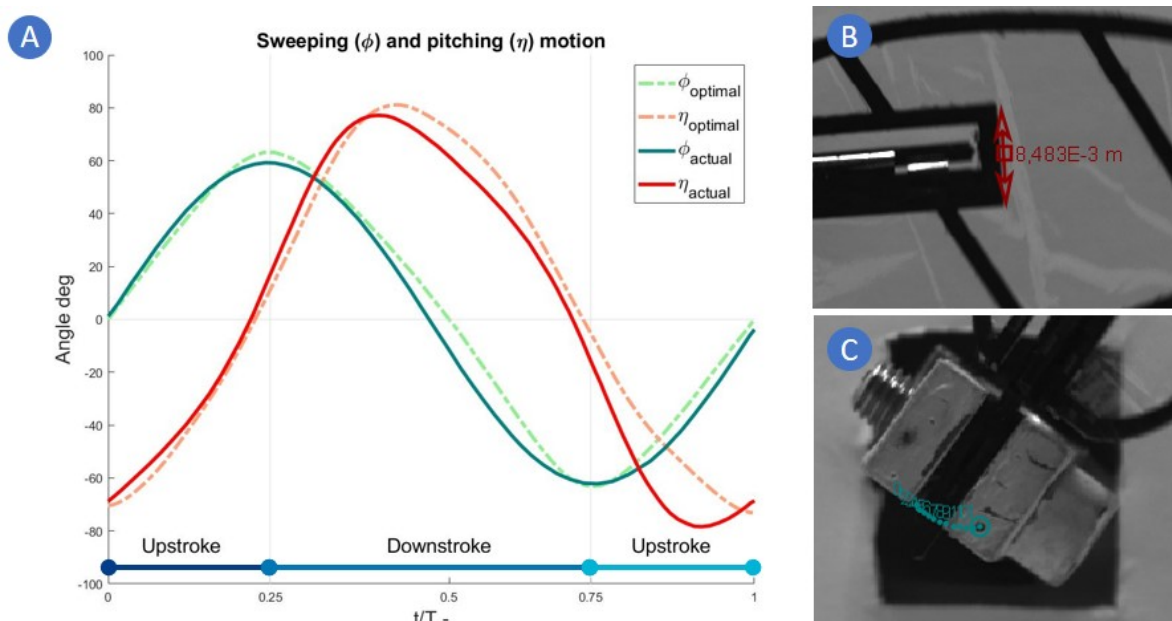 A
Sweeping (ϕ) and pitching (η) motion
100
80
60
40
20
0
-20
-40
-60
-80
-100
Angle deg
ϕoptimal
ηoptimal
ϕactual
ηactual
Upstroke
Downstroke
Upstroke
0
0.25
0.5
0.75
1
t/T -
B
8,483E-3 m
C